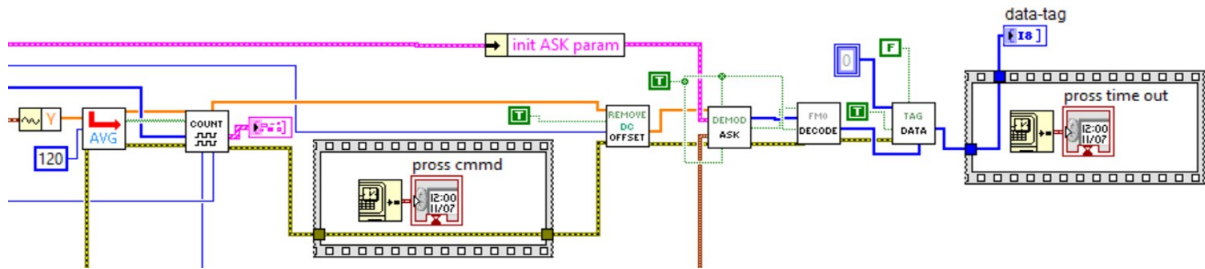 data-tag
I8
init ASK param
F
T
0
T
pross time out
Y
COUNT
REMOVE
DC
OFFSET
DEMOD
ASK
FM0
DECODE
T
TAG
DATA
12:00
11/07
AVG
T
120
pross cmmd
12:00
11/07